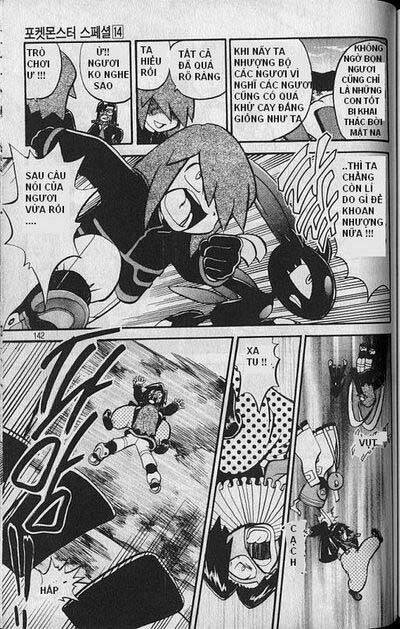 포켓몬스터 스페셜 14
KHÔNG
NGỜ BỌN
NGƯƠI
CŨNG CHỈ
LÀ NHỮNG
CON TỐT
BỊ KHAI
THÁC BỞI
MẶT NẠ
KHI NÃY TA
NHƯỢNG BỘ
CÁC NGƯƠI VÌ
NGHĨ CÁC NGƯƠI
CŨNG CÓ QUÁ
KHỨ CAY ĐẮNG
GIỐNG NHƯ TA
TẤT CẢ
ĐÃ QUÁ
RÕ RÀNG
TA
HIỂU
RỒI
Ừ!!
NGƯƠI
KO NGHE
SAO
TRÒ
CHƠI
Ư !!!
..THÌ TA
CHẲNG
CÒN LÍ
DO GÌ ĐỂ
KHOAN
NHƯỢNG
NỮA !!!
SAU CÂU
NÓI CỦA
NGƯƠI
VỪA RỒI
....
142
VỤT
CẠCH
XA
TU !!
HẤP